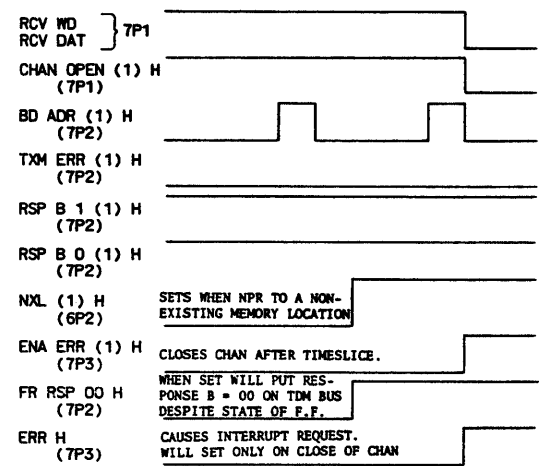 RCV WD
RCV DAT } 7P1
CHAN OPEN (1) H
(7P1)
BD ADR (1) H
(7P2)
TXM ERR (1) H
(7P2)
RSP B 1 (1) H
(7P2)
RSP B 0 (1) H
(7P2)
NXL (1) H
(6P2)
SETS WHEN NPR TO A NON-
EXISTING MEMORY LOCATION
ENA ERR (1) H
(7P3)
CLOSES CHAN AFTER TIMESLICE.
FR RSP 00 H
(7P2)
WHEN SET WILL PUT RES-
PONSE B = 00 ON TDM BUS
DESPITE STATE OF F.F.
ERR H
(7P3)
CAUSES INTERRUPT REQUEST.
WILL SET ONLY ON CLOSE OF CHAN